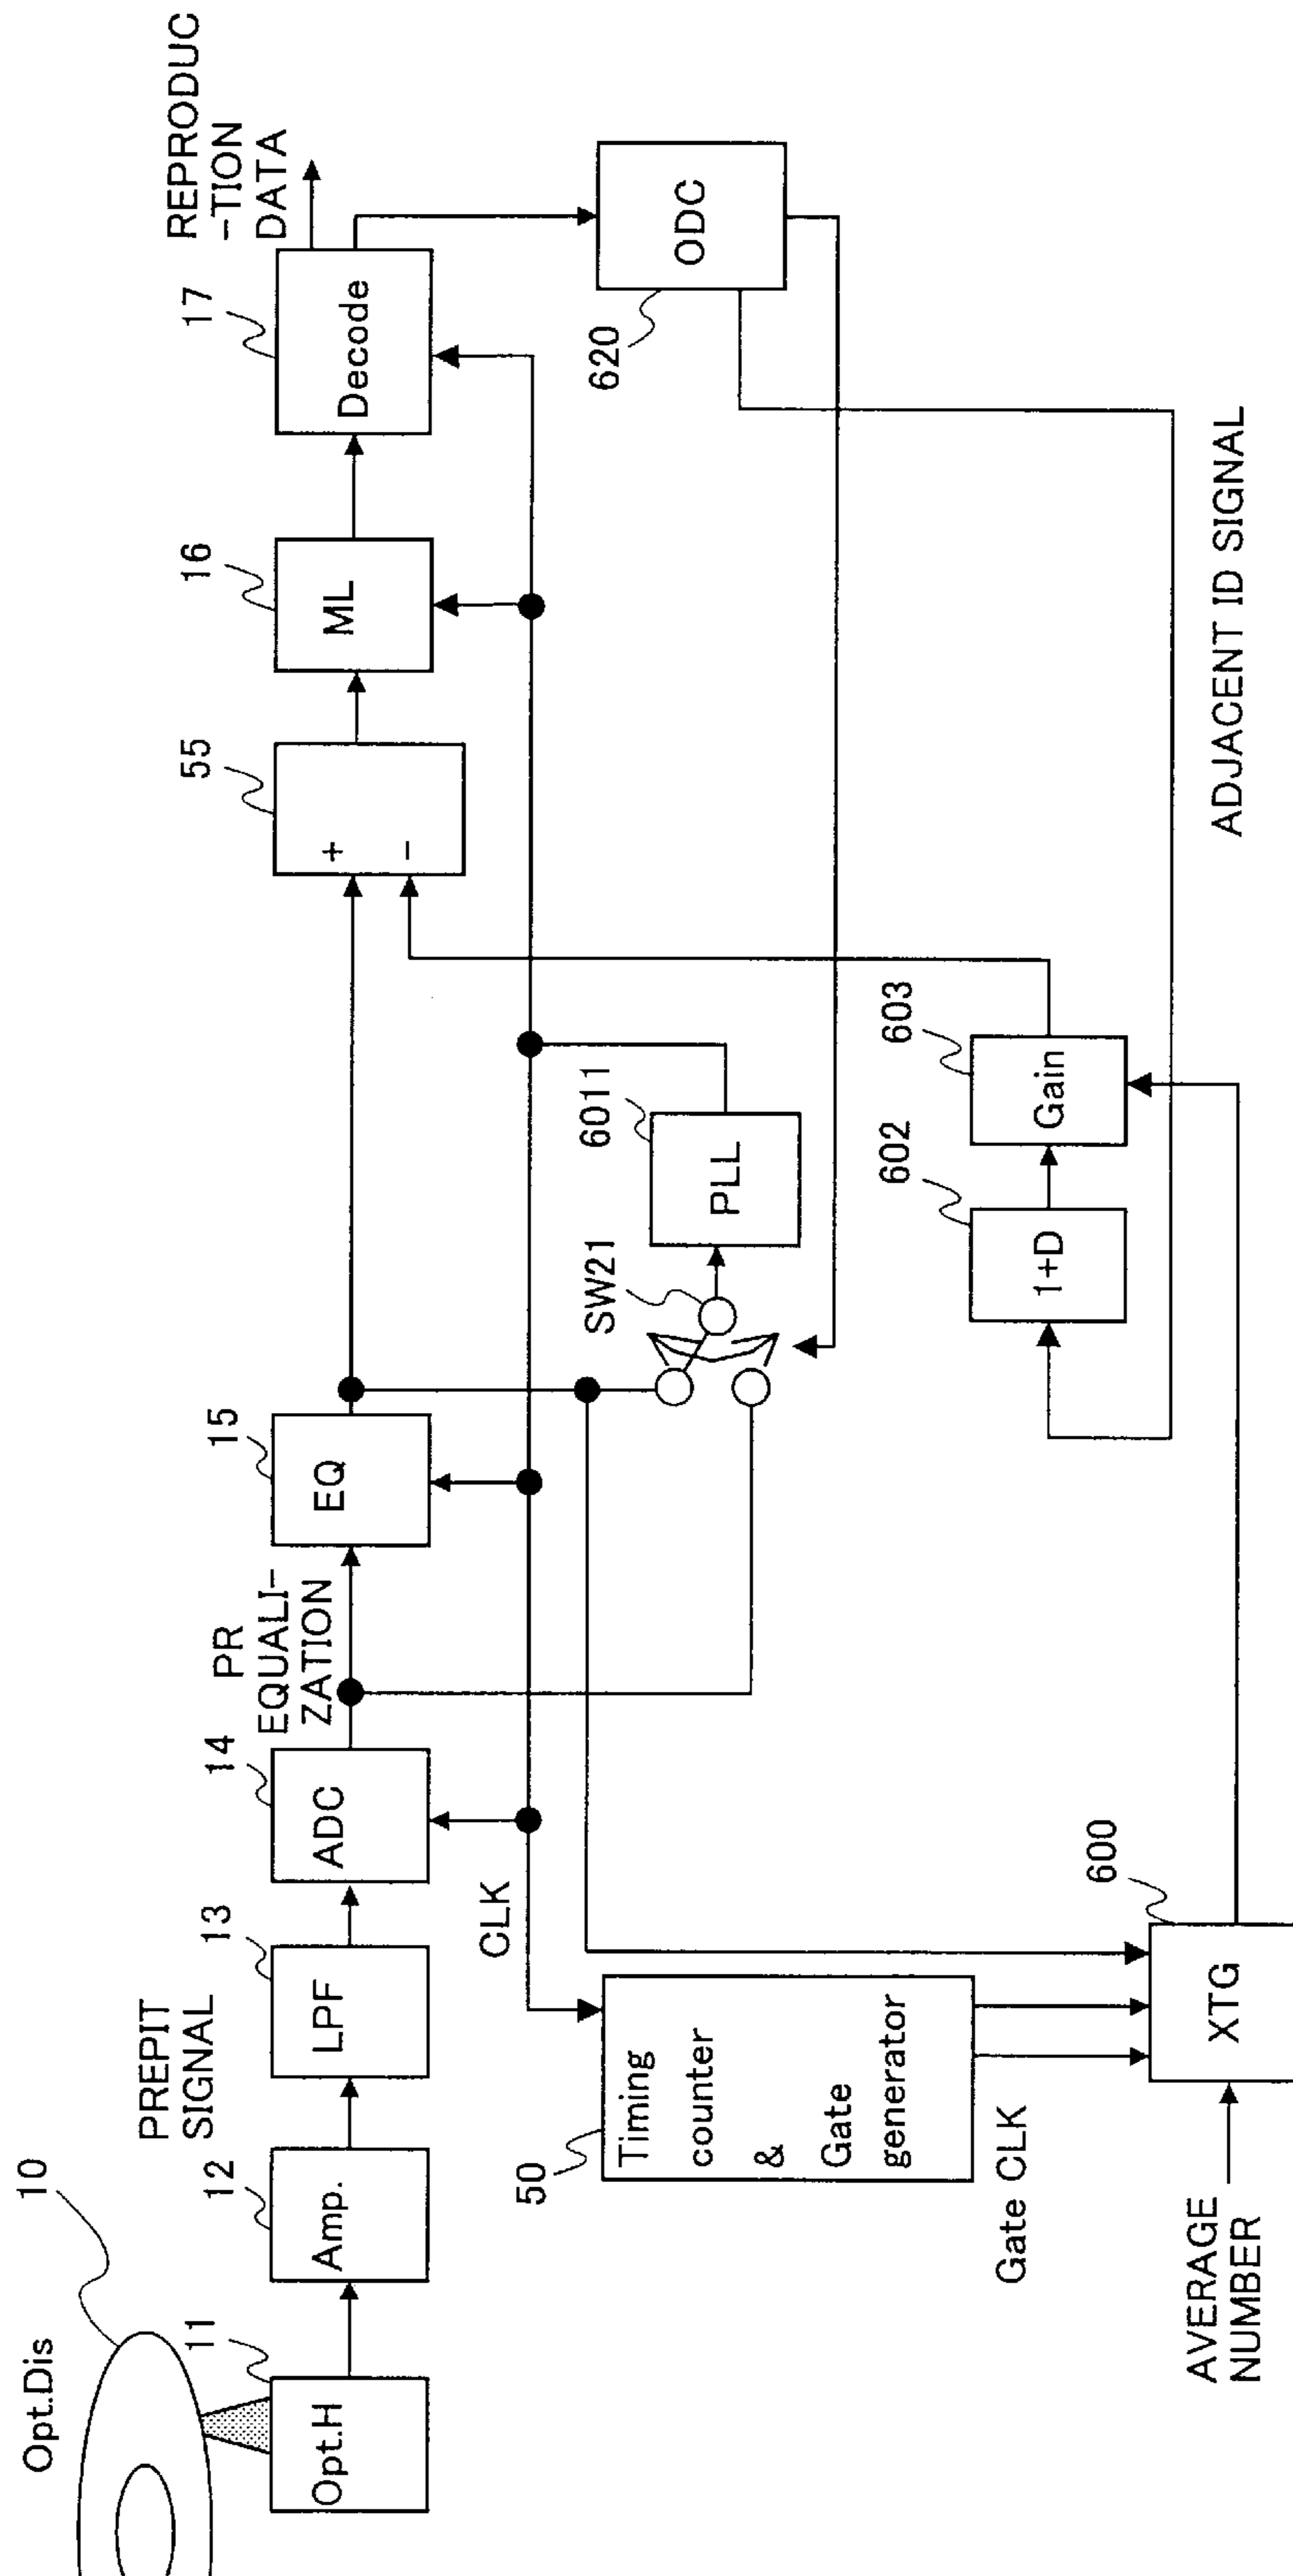 Opt.Dis
10
11
Opt.H
12
Amp.
PREPIT
SIGNAL
13
LPF
14
ADC
PR
EQUALI-
ZATION
15
EQ
55
+
-
16
ML
17
Decode
REPRODUC
-TION
DATA
CLK
50
Timing
counter
&
Gate
generator
Gate CLK
SW21
6011
PLL
620
ODC
602
1+D
603
Gain
ADJACENT ID SIGNAL
600
XTG
AVERAGE
NUMBER